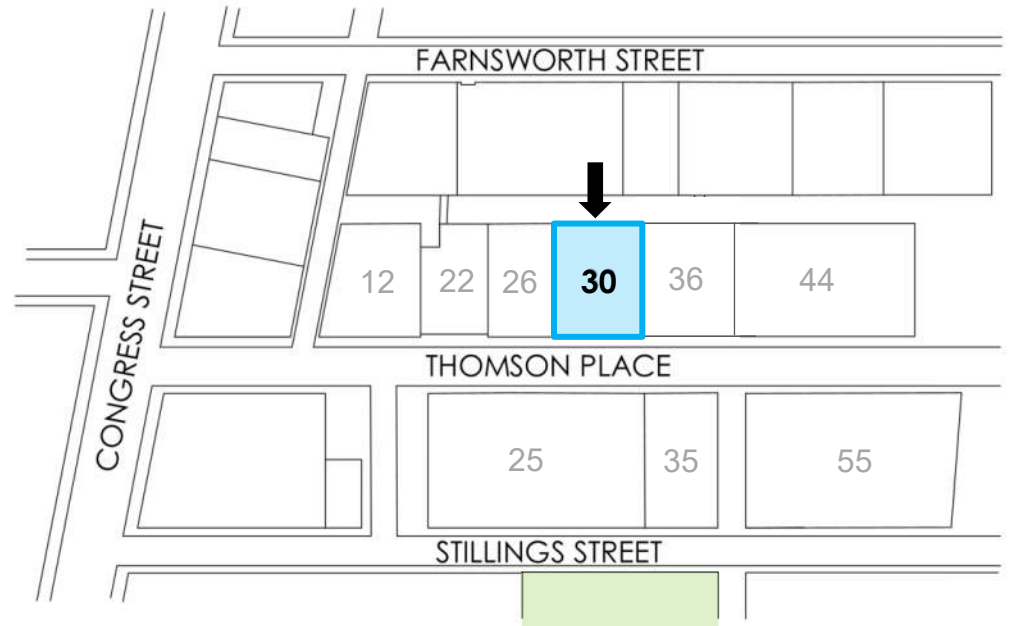 FARNSWORTH STREET
CONGRESS STREET
12 22 26 30 36 44
THOMSON PLACE
25 35 55
STILLINGS STREET